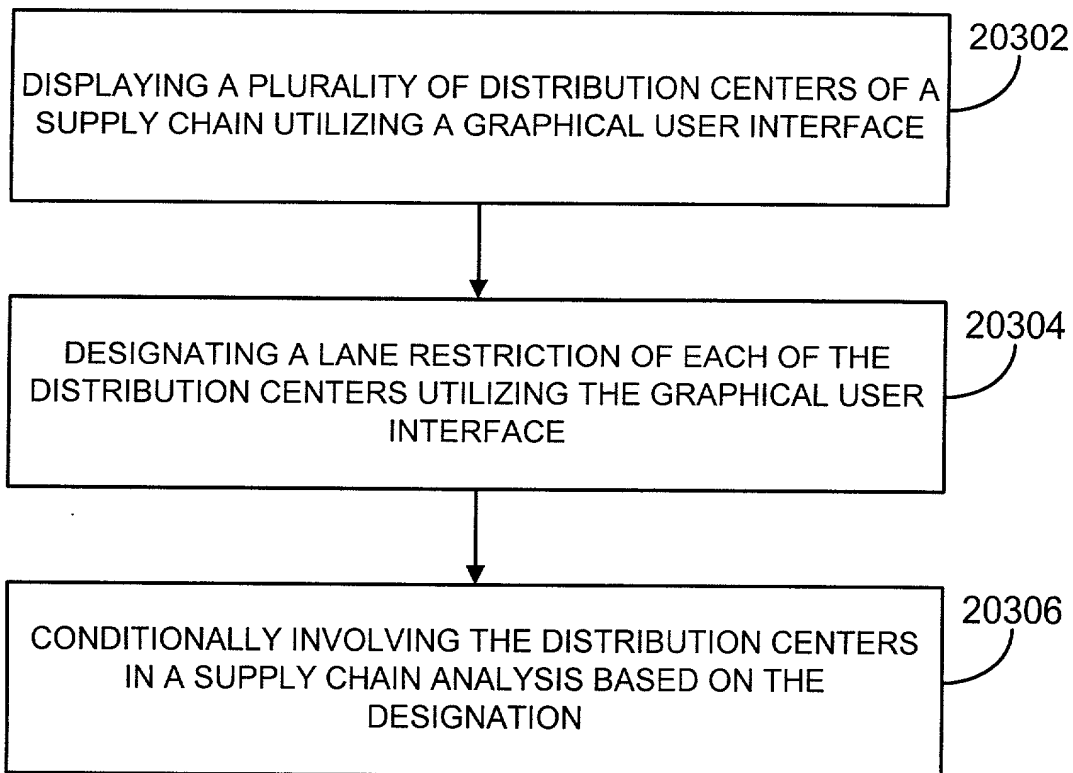 20302
DISPLAYING A PLURALITY OF DISTRIBUTION CENTERS OF A
SUPPLY CHAIN UTILIZING A GRAPHICAL USER INTERFACE
20304
DESIGNATING A LANE RESTRICTION OF EACH OF THE
DISTRIBUTION CENTERS UTILIZING THE GRAPHICAL USER
INTERFACE
20306
CONDITIONALLY INVOLVING THE DISTRIBUTION CENTERS
IN A SUPPLY CHAIN ANALYSIS BASED ON THE
DESIGNATION